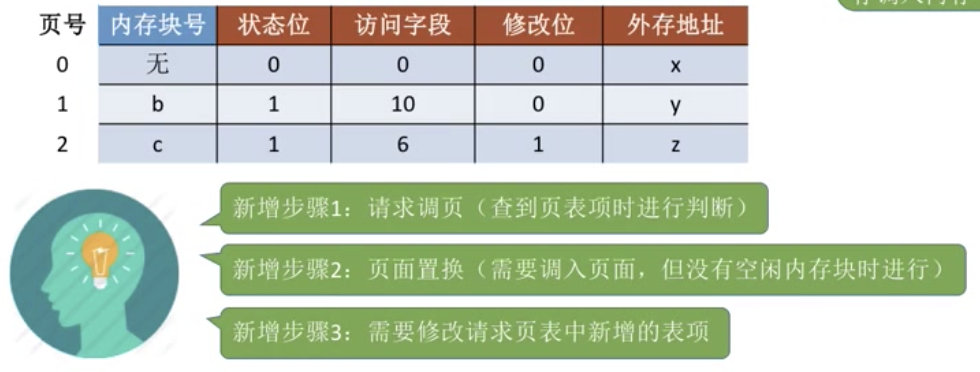 页号 内存块号 状态位 访问字段 修改位 外存地址
0 无 0 0 0 x
1 b 1 10 0 y
2 c 1 6 1 z
新增步骤1：请求调页（查到页表项时进行判断）
新增步骤2：页面置换（需要调入页面，但没有空闲内存块时进行）
新增步骤3：需要修改请求页表中新增的表项